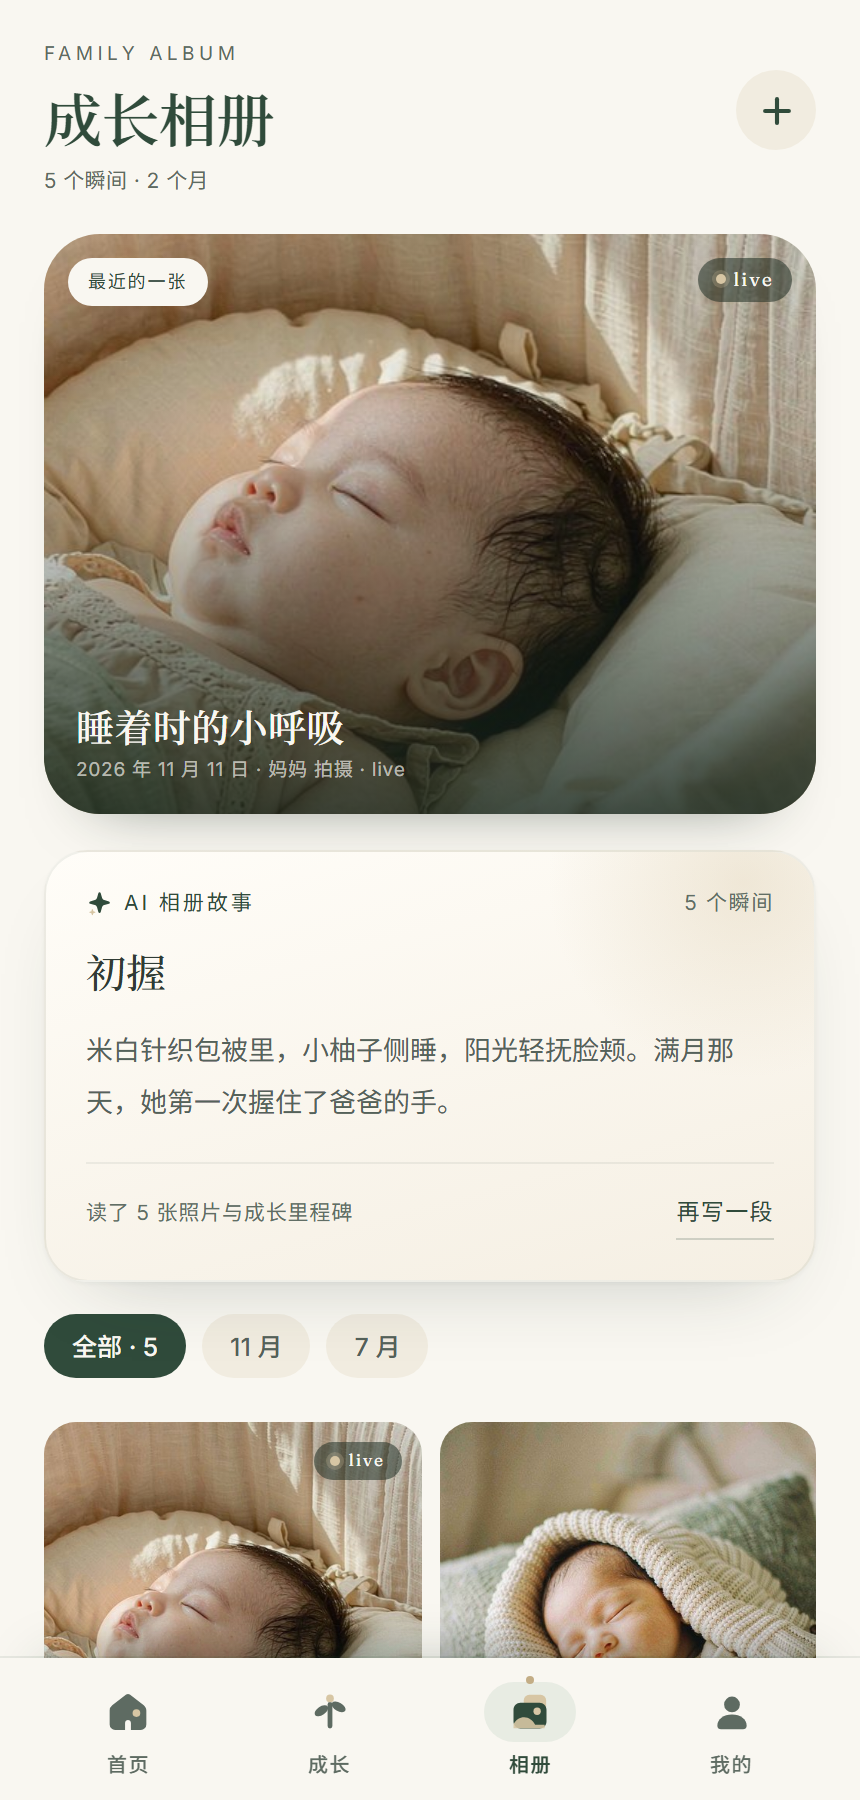 FAMILY ALBUM
成长相册
5 个瞬间 · 2 个月
最近的一张
live
睡着时的小呼吸
2026 年 11 月 11 日 · 妈妈 拍摄 · live
AI 相册故事
5 个瞬间
初握
米白针织包被里，小柚子侧睡，阳光轻抚脸颊。满月那
天，她第一次握住了爸爸的手。
读了 5 张照片与成长里程碑
再写一段
全部 · 5
11 月
7 月
live
首页
成长
相册
我的